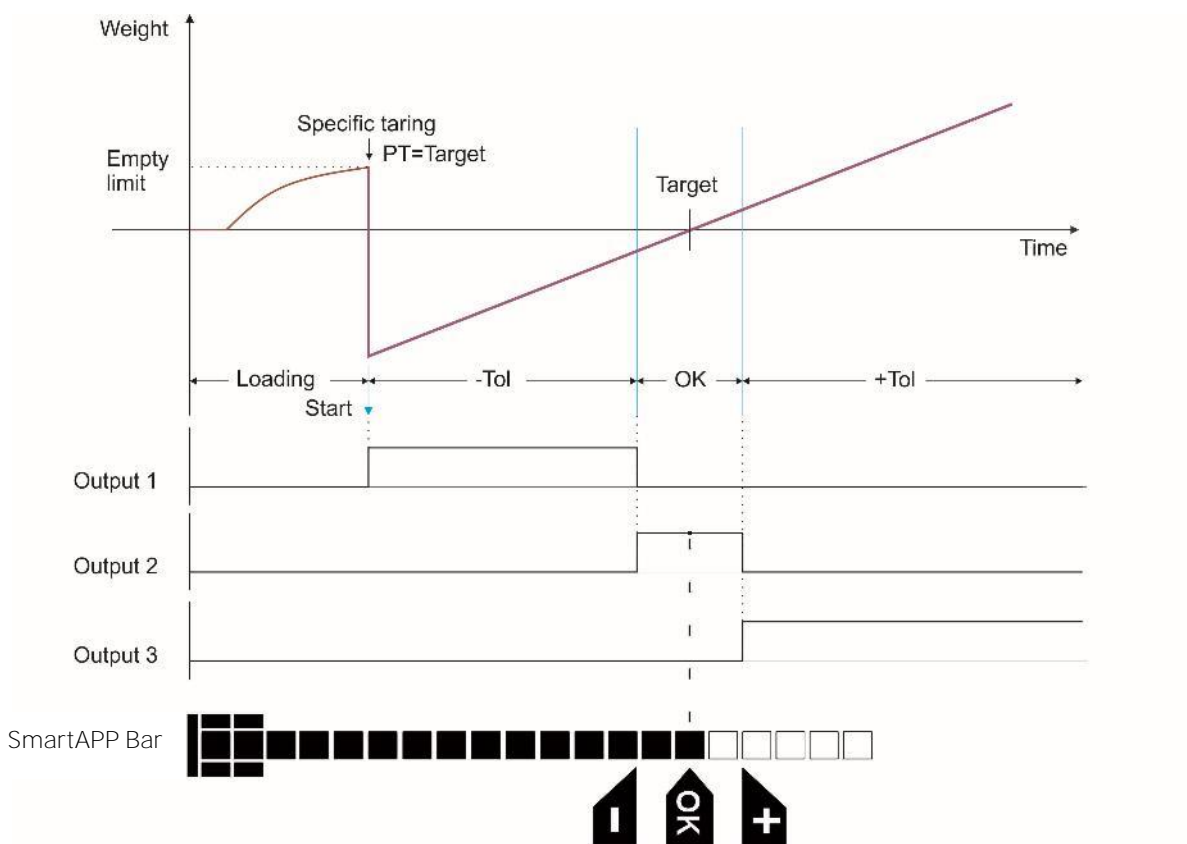 Weight
Specific taring
PT=Target
Empty
limit
Target
Time
Loading
-Tol
OK
+Tol
Start
Output 1
Output 2
Output 3
SmartAPP Bar
-
OK
+